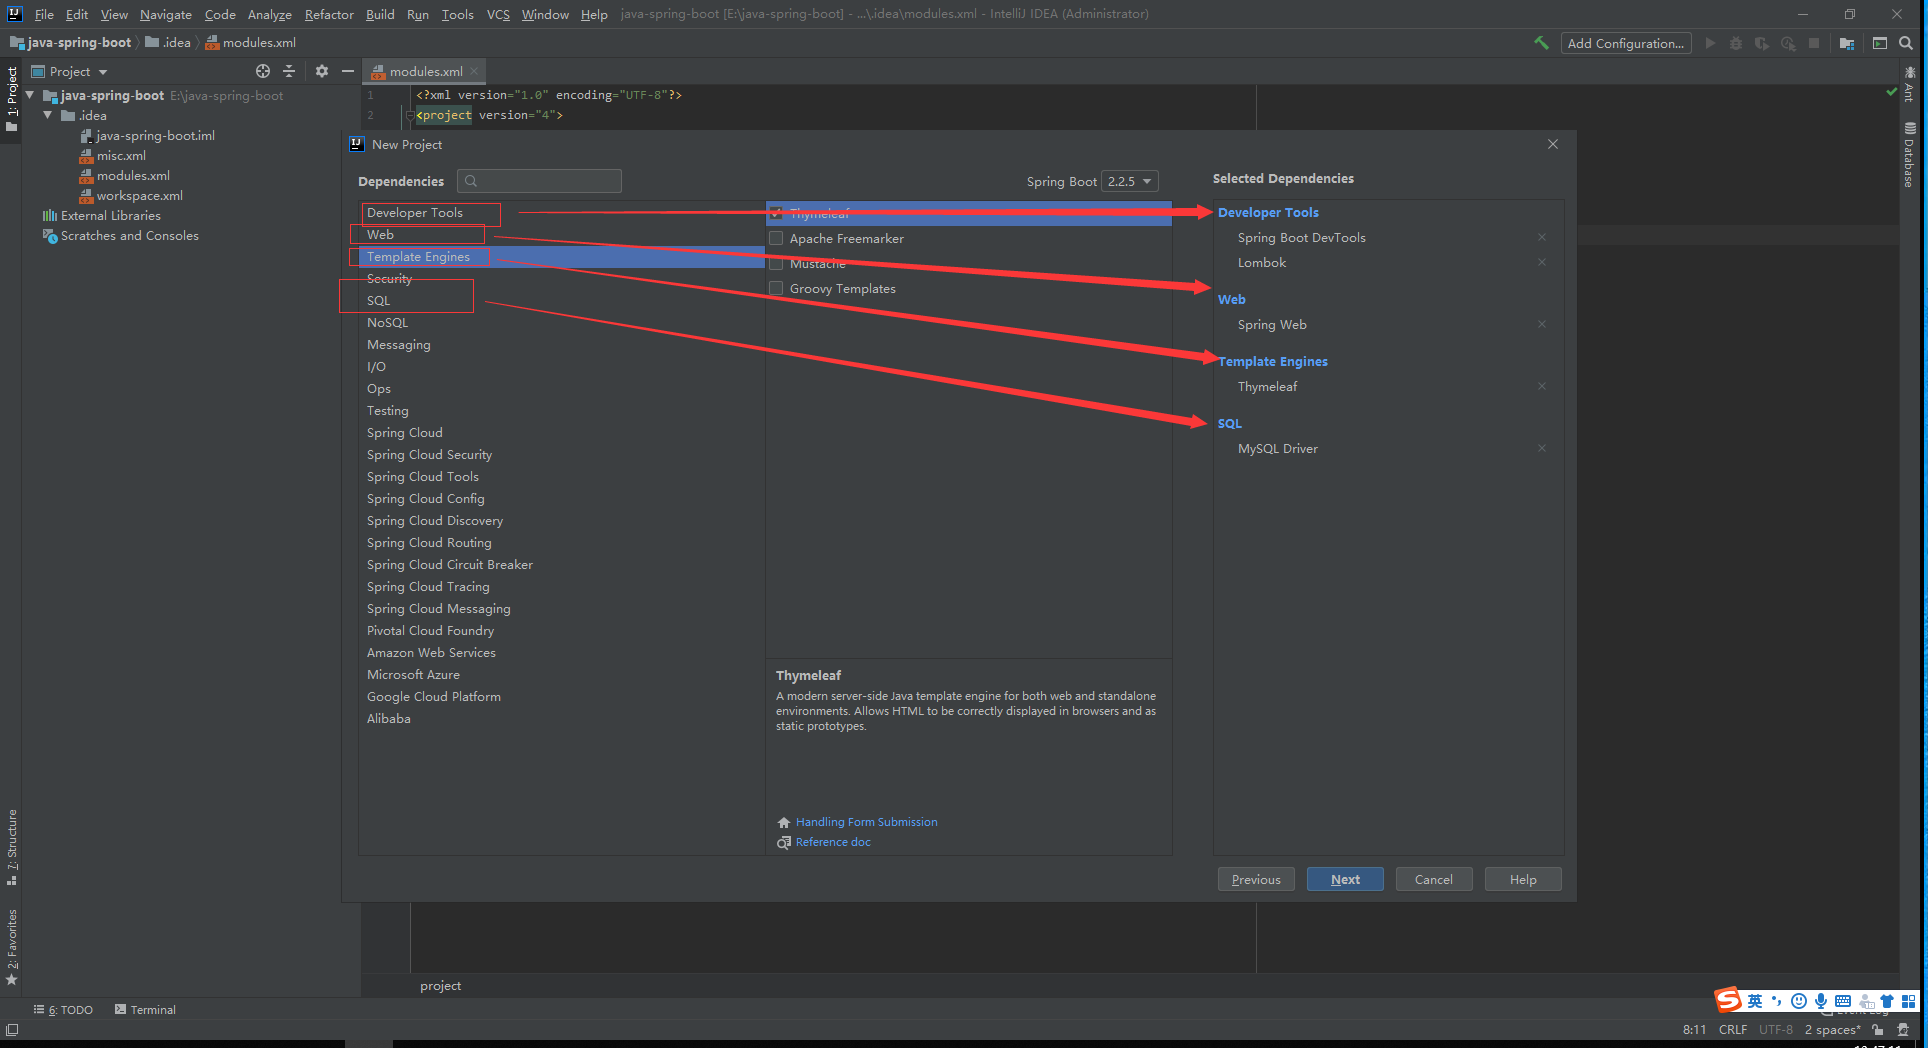 File Edit View Navigate Code Analyze Refactor Build Run Tools VCS Window Help java-spring-boot [E:\java-spring-boot] - ...\.idea\modules.xml - IntelliJ IDEA (Administrator)
java-spring-boot .idea modules.xml
Add Configuration...
1: Project
Project
modules.xml
java-spring-boot E:\java-spring-boot
.idea
java-spring-boot.iml
misc.xml
modules.xml
workspace.xml
External Libraries
Scratches and Consoles
1 <?xml version="1.0" encoding="UTF-8"?>
2 <project version="4">
Ant
Database
New Project
Dependencies
Spring Boot 2.2.5
Developer Tools
Web
Template Engines
Security
SQL
NoSQL
Messaging
I/O
Ops
Testing
Spring Cloud
Spring Cloud Security
Spring Cloud Tools
Spring Cloud Config
Spring Cloud Discovery
Spring Cloud Routing
Spring Cloud Circuit Breaker
Spring Cloud Tracing
Spring Cloud Messaging
Pivotal Cloud Foundry
Amazon Web Services
Microsoft Azure
Google Cloud Platform
Alibaba
Thymeleaf
Apache Freemarker
Mustache
Groovy Templates
Thymeleaf
A modern server-side Java template engine for both web and standalone
environments. Allows HTML to be correctly displayed in browsers and as
static prototypes.
Handling Form Submission
Reference doc
Selected Dependencies
Developer Tools
Spring Boot DevTools
Lombok
Web
Spring Web
Template Engines
Thymeleaf
SQL
MySQL Driver
Previous Next Cancel Help
7: Structure
2: Favorites
project
6: TODO Terminal
英
Event Log
8:11 CRLF UTF-8 2 spaces*